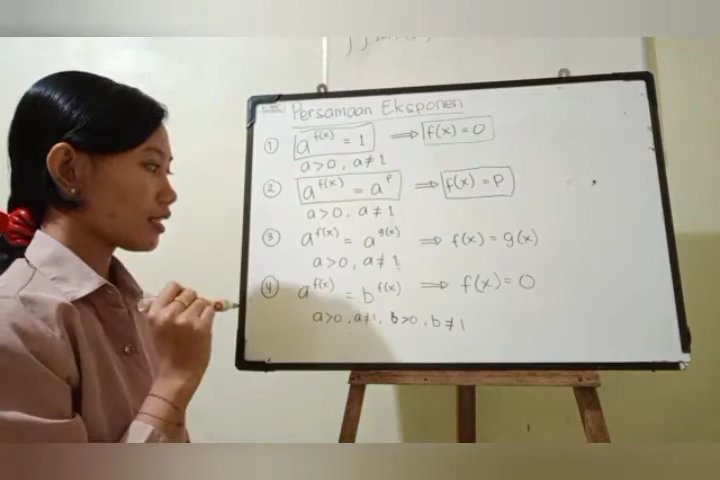 Persamaan Eksponen
① a^f(x) = 1 ⟹ f(x) = 0
a>0, a≠1
② a^f(x) = a^p ⟹ f(x) = P
a>0, a≠1
③ a^f(x) = a^g(x) ⟹ f(x) = g(x)
a>0, a≠1
④ a^f(x) = b^f(x) ⟹ f(x) = 0
a>0, a≠1, b>0, b≠1